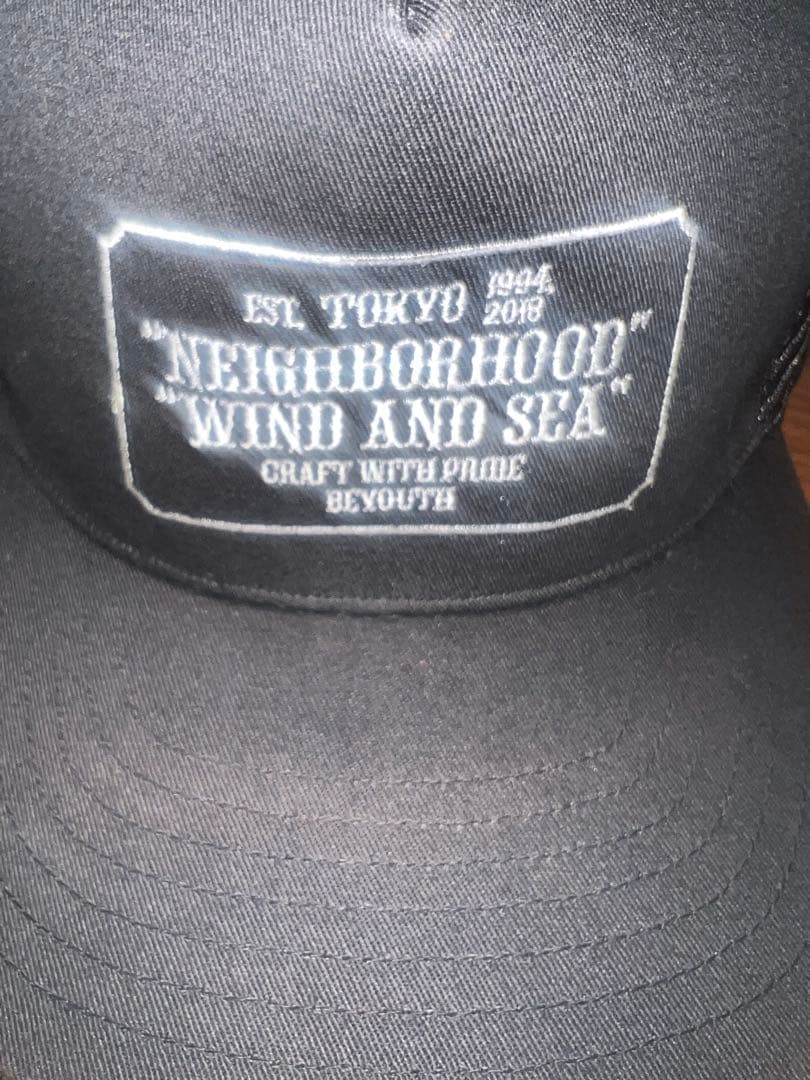 EST. TOKYO 1994, 2018
"NEIGHBORHOOD"
"WIND AND SEA"
CRAFT WITH PRIDE
BEYOUTH